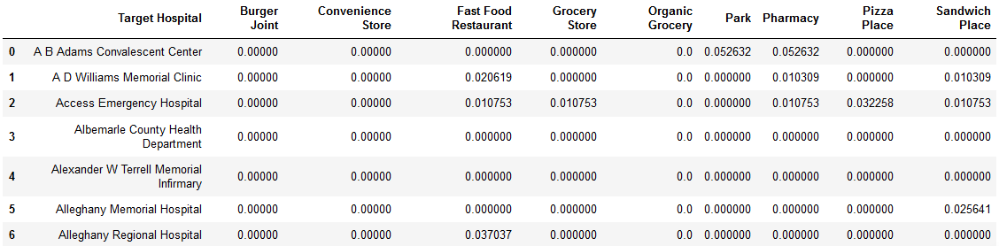 Target Hospital Burger Joint Convenience Store Fast Food Restaurant Grocery Store Organic Grocery Park Pharmacy Pizza Place Sandwich Place
0 A B Adams Convalescent Center 0.00000 0.00000 0.000000 0.000000 0.0 0.052632 0.052632 0.000000 0.000000
1 A D Williams Memorial Clinic 0.00000 0.00000 0.020619 0.000000 0.0 0.000000 0.010309 0.000000 0.010309
2 Access Emergency Hospital 0.00000 0.00000 0.010753 0.010753 0.0 0.000000 0.010753 0.032258 0.010753
3 Albemarle County Health Department 0.00000 0.00000 0.000000 0.000000 0.0 0.000000 0.000000 0.000000 0.000000
4 Alexander W Terrell Memorial Infirmary 0.00000 0.00000 0.000000 0.000000 0.0 0.000000 0.000000 0.000000 0.000000
5 Alleghany Memorial Hospital 0.00000 0.00000 0.000000 0.000000 0.0 0.000000 0.000000 0.000000 0.025641
6 Alleghany Regional Hospital 0.00000 0.00000 0.037037 0.000000 0.0 0.000000 0.000000 0.000000 0.000000